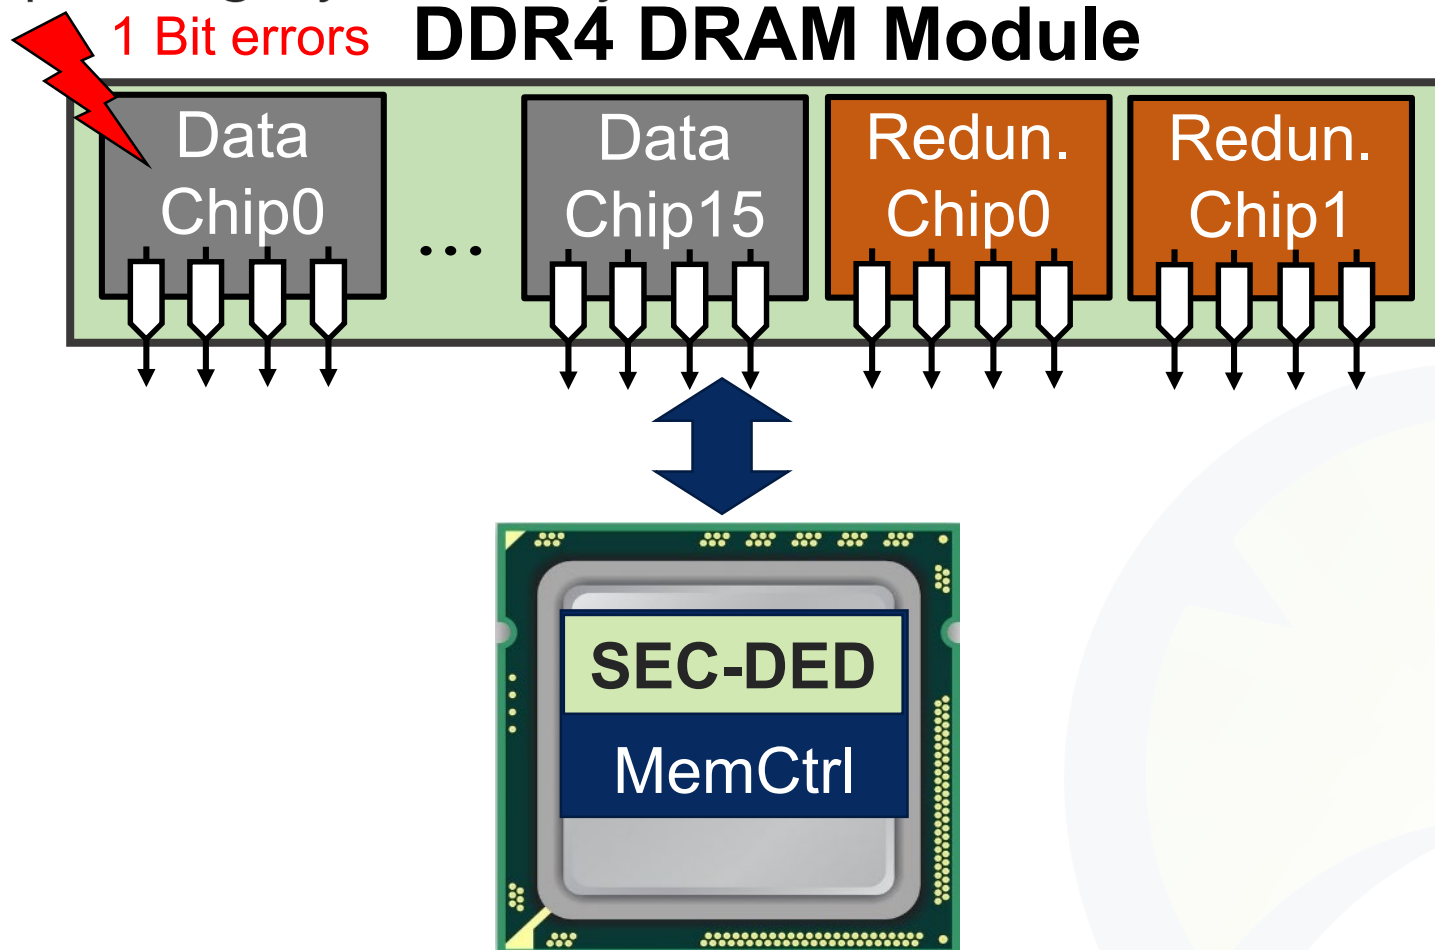 1 Bit errors
DDR4 DRAM Module
Data
Chip0
...
Data
Chip15
Redun.
Chip0
Redun.
Chip1
SEC-DED
MemCtrl